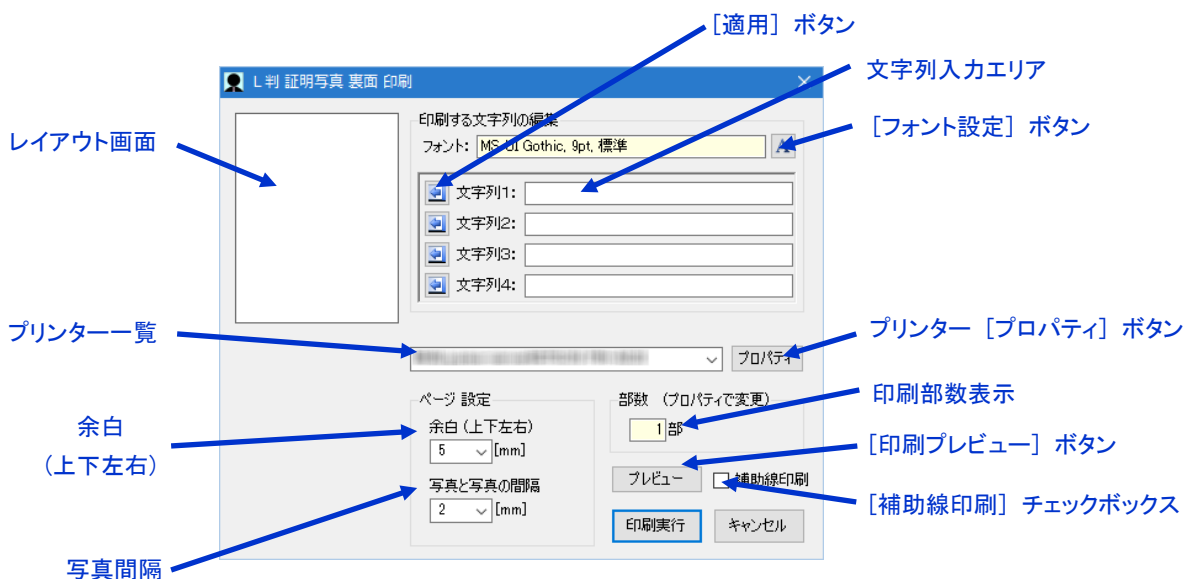 ［適用］ボタン
L判 証明写真 裏面 印刷
文字列入力エリア
印刷する文字列の編集
フォント: MS UI Gothic, 9pt, 標準
A
［フォント設定］ボタン
レイアウト画面
文字列1:
文字列2:
文字列3:
文字列4:
プリンター一覧
プリンター［プロパティ］ボタン
プロパティ
ページ 設定
部数 （プロパティで変更）
印刷部数表示
余白
（上下左右）
余白（上下左右）
5 [mm]
1 部
［印刷プレビュー］ボタン
プレビュー
補助線印刷
写真と写真の間隔
2 [mm]
［補助線印刷］チェックボックス
印刷実行
キャンセル
写真間隔